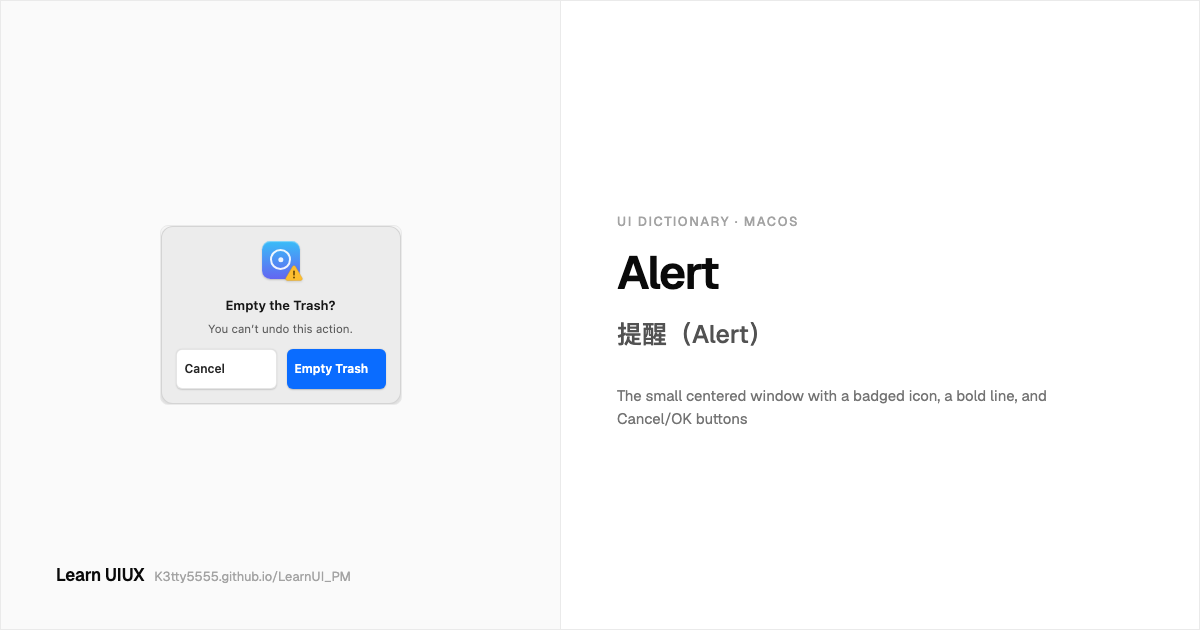 Empty the Trash?
You can't undo this action.
Cancel
Empty Trash
Learn UIUX K3tty5555.github.io/LearnUI_PM
UI DICTIONARY · MACOS
Alert
提醒（Alert）
The small centered window with a badged icon, a bold line, and
Cancel/OK buttons